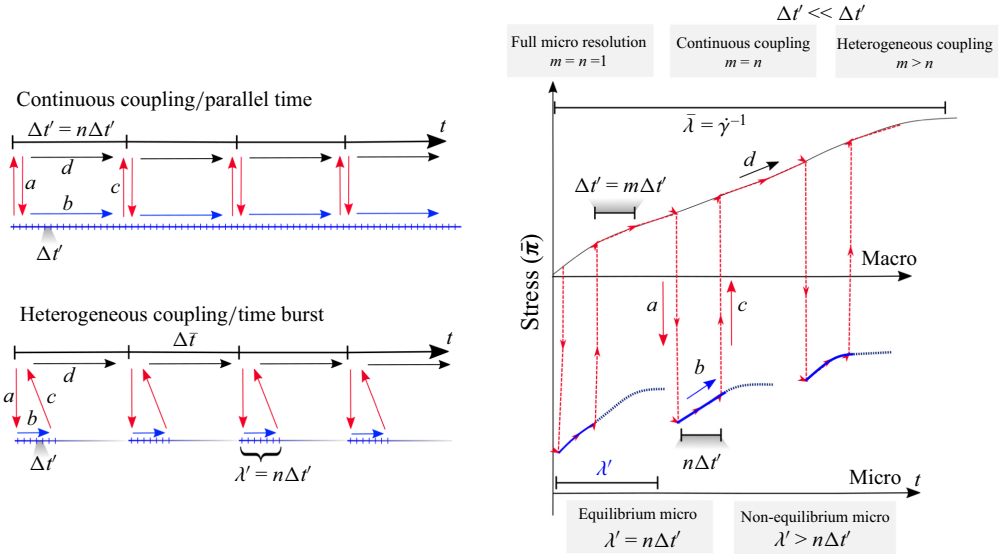 Continuous coupling/parallel time
Δt′ = nΔt′
t
d
a
c
b
Δt′
Heterogeneous coupling/time burst
Δt̄
t
d
a
c
b
Δt′
λ′ = nΔt′
Δt′ << Δt′
Full micro resolution
m = n =1
Continuous coupling
m = n
Heterogeneous coupling
m > n
λ̄ = γ̇⁻¹
d
Δt′ = mΔt′
Stress (π̄)
Macro
a
c
b
nΔt′
λ′
Micro t
Equilibrium micro
λ′ = nΔt′
Non-equilibrium micro
λ′ > nΔt′